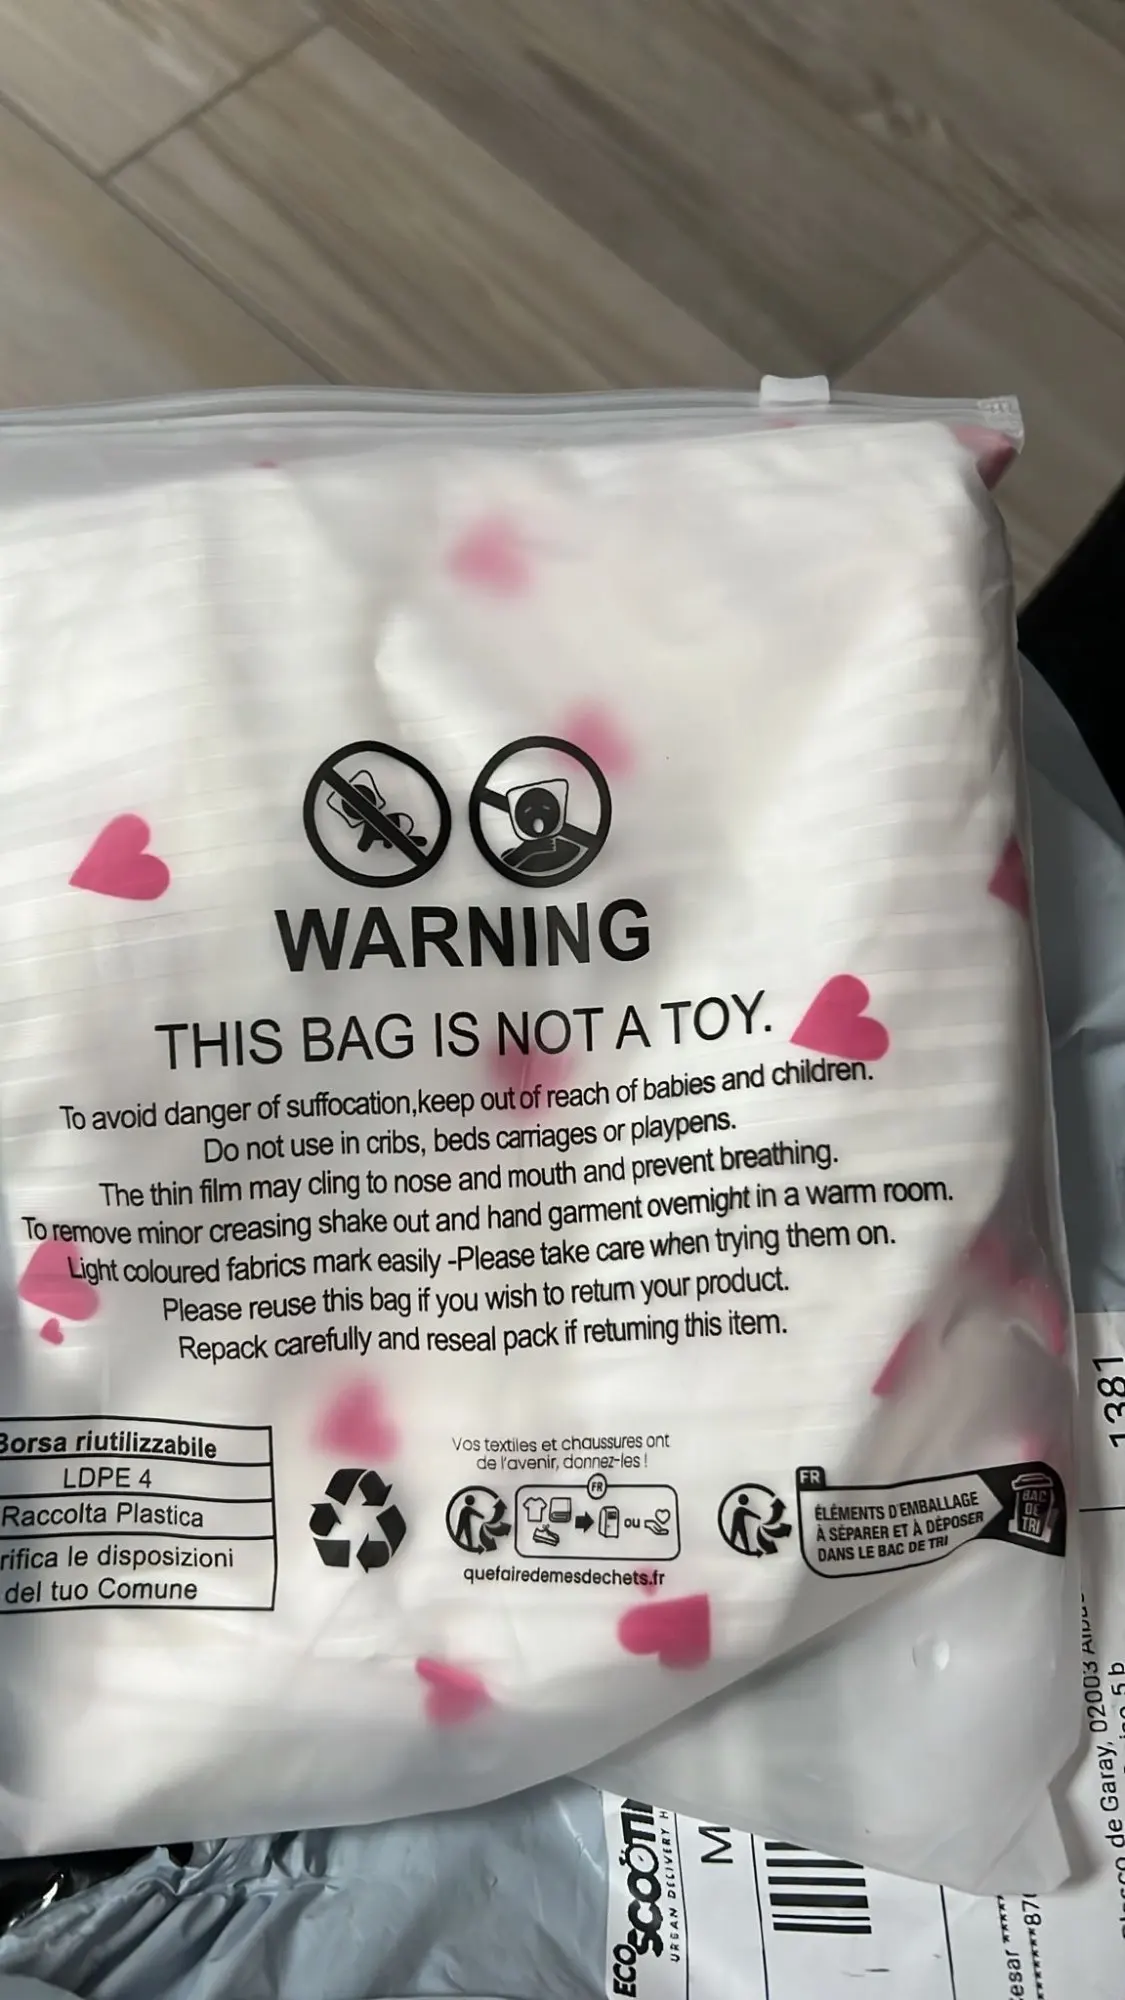 WARNING
THIS BAG IS NOT A TOY.
To avoid danger of suffocation,keep out of reach of babies and children.
Do not use in cribs, beds carriages or playpens.
The thin film may cling to nose and mouth and prevent breathing.
To remove minor creasing shake out and hand garment overnight in a warm room.
Light coloured fabrics mark easily -Please take care when trying them on.
Please reuse this bag if you wish to return your product.
Repack carefully and reseal pack if returning this item.
Borsa riutilizzabile
LDPE 4
Raccolta Plastica
rifica le disposizioni
del tuo Comune
Vos textiles et chaussures ont
de l'avenir, donnez-les !
FR
ou
quefairedemesdechets.fr
FR
ÉLÉMENTS D'EMBALLAGE
À SÉPARER ET À DÉPOSER
DANS LE BAC DE TRI
BAC
DE
TRI
ECO
SCOOTI
URBAN DELIVERY H
M
1381
de Garay, 02003
5 b
esar ****
*******87